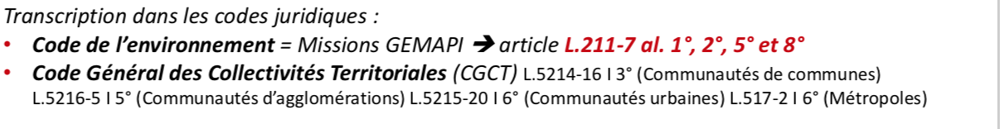 Transcription dans les codes juridiques :
• Code de l’environnement = Missions GEMAPI ➔ article L.211-7 al. 1°, 2°, 5° et 8°
• Code Général des Collectivités Territoriales (CGCT) L.5214-16 I 3° (Communautés de communes)
L.5216-5 I 5° (Communautés d’agglomérations) L.5215-20 I 6° (Communautés urbaines) L.517-2 I 6° (Métropoles)